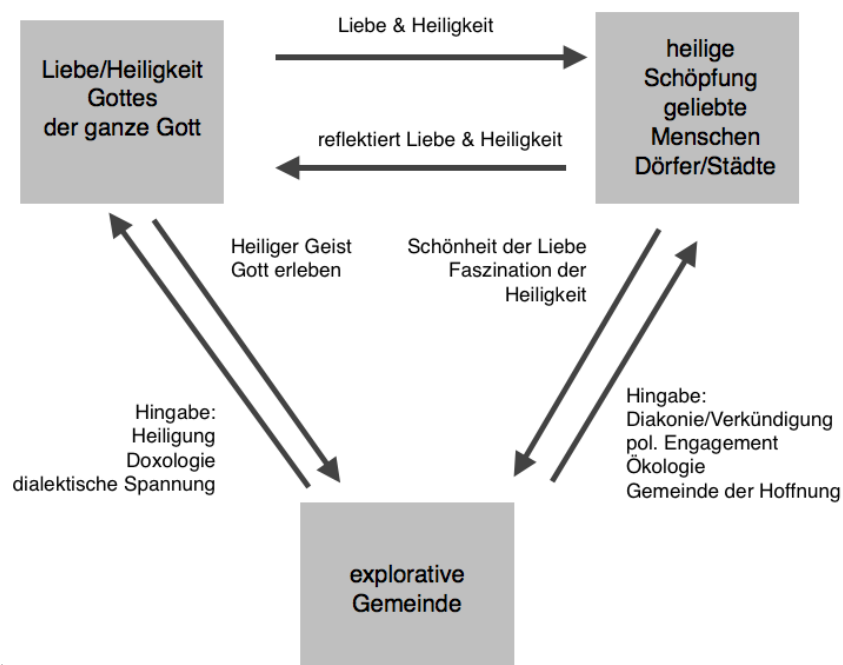 Liebe & Heiligkeit
Liebe/Heiligkeit
Gottes
der ganze Gott
heilige
Schöpfung
geliebte
Menschen
Dörfer/Städte
reflektiert Liebe & Heiligkeit
Heiliger Geist
Gott erleben
Schönheit der Liebe
Faszination der
Heiligkeit
Hingabe:
Heiligung
Doxologie
dialektische Spannung
Hingabe:
Diakonie/Verkündigung
pol. Engagement
Ökologie
Gemeinde der Hoffnung
explorative
Gemeinde